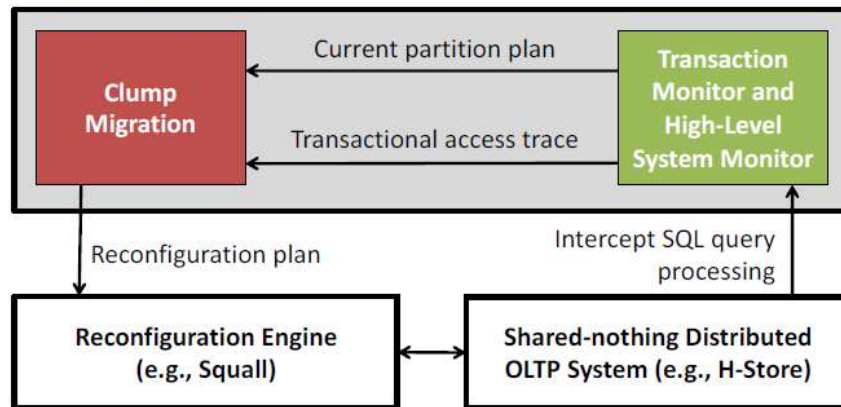 Current partition plan
Clump
Migration
Transactional access trace
Transaction
Monitor and
High-Level
System Monitor
Reconfiguration plan
Intercept SQL query
processing
Reconfiguration Engine
(e.g., Squall)
Shared-nothing Distributed
OLTP System (e.g., H-Store)